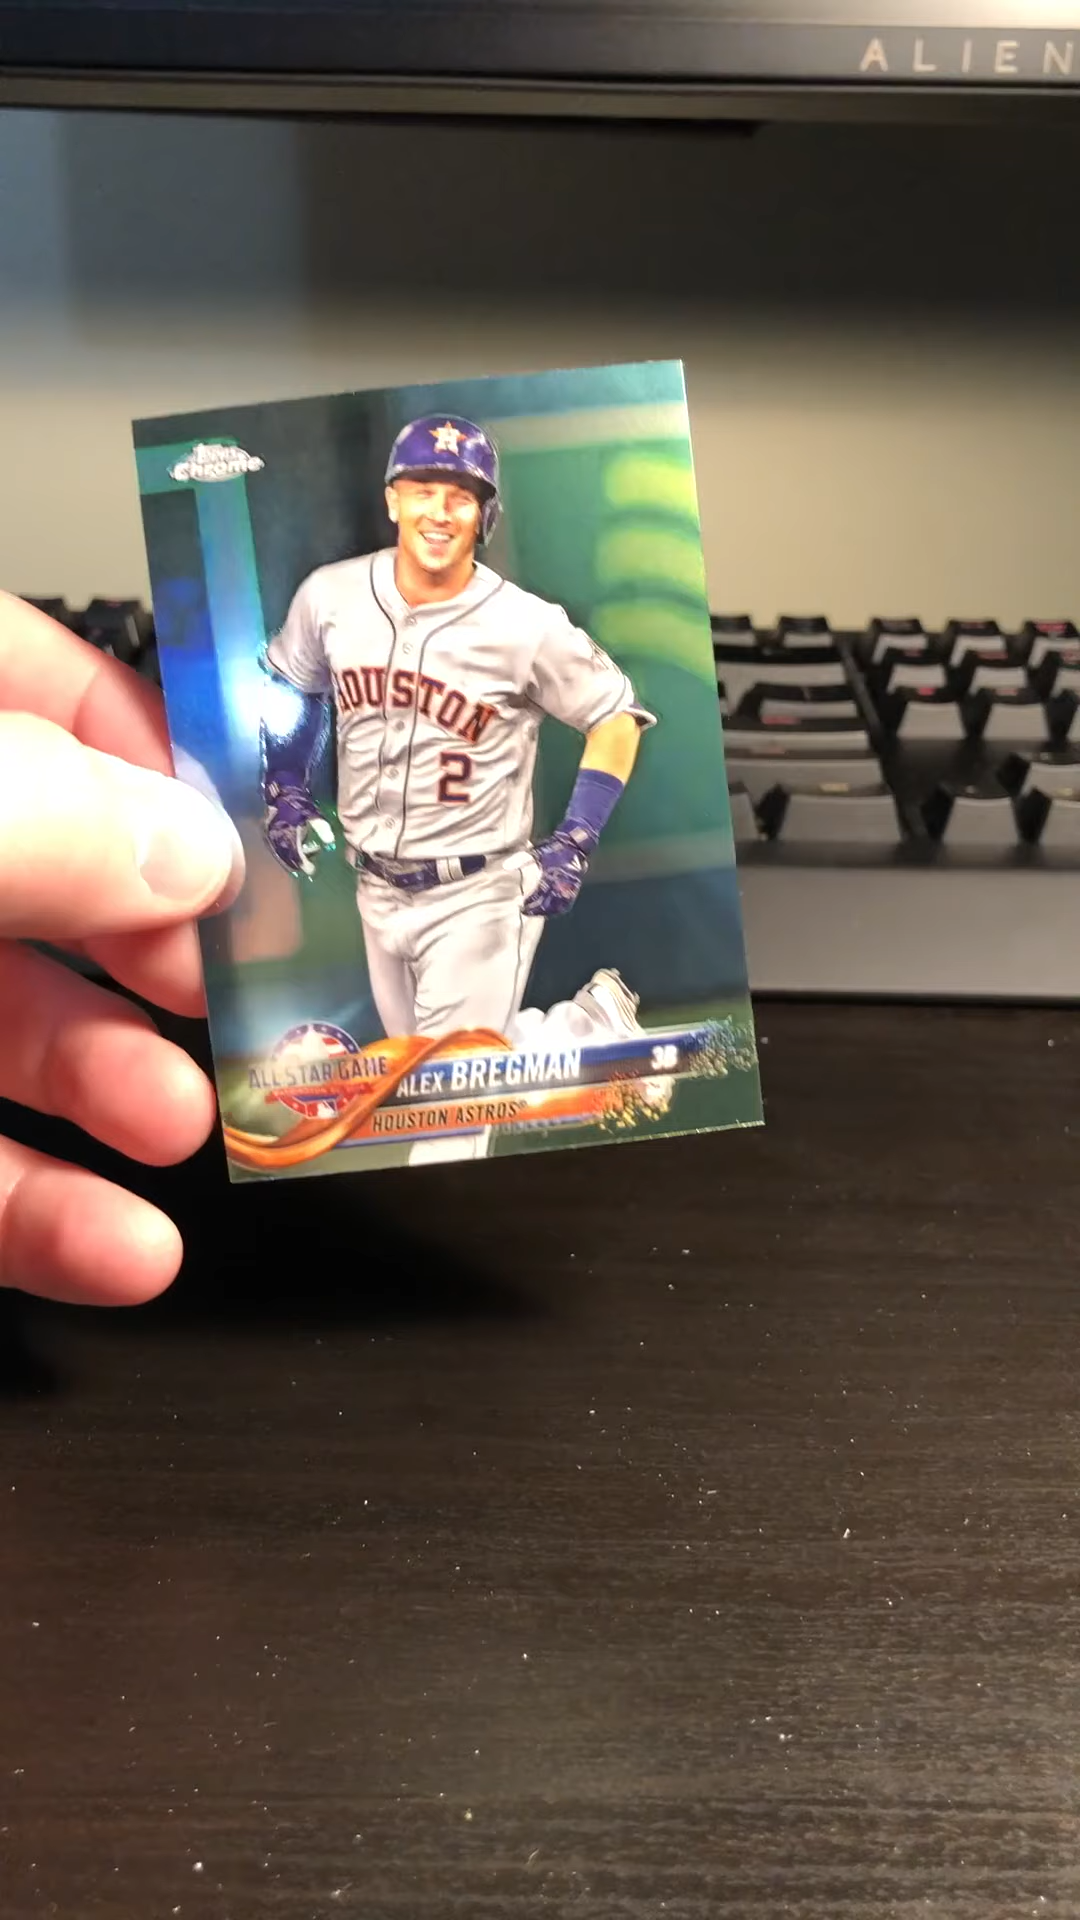 ALIEN
Topps
Chrome
HOUSTON
2
ALL STAR GAME
ALEX BREGMAN
3B
HOUSTON ASTROS®